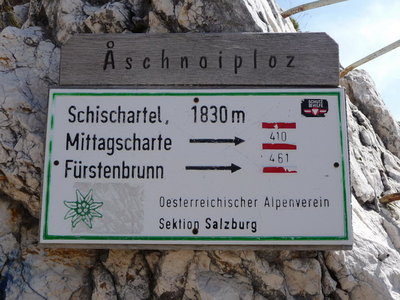 Åschnoiploz
Schischartel, 1830 m
Mittagscharte 410
Fürstenbrunn 461
Oesterreichischer Alpenverein
Sektion Salzburg